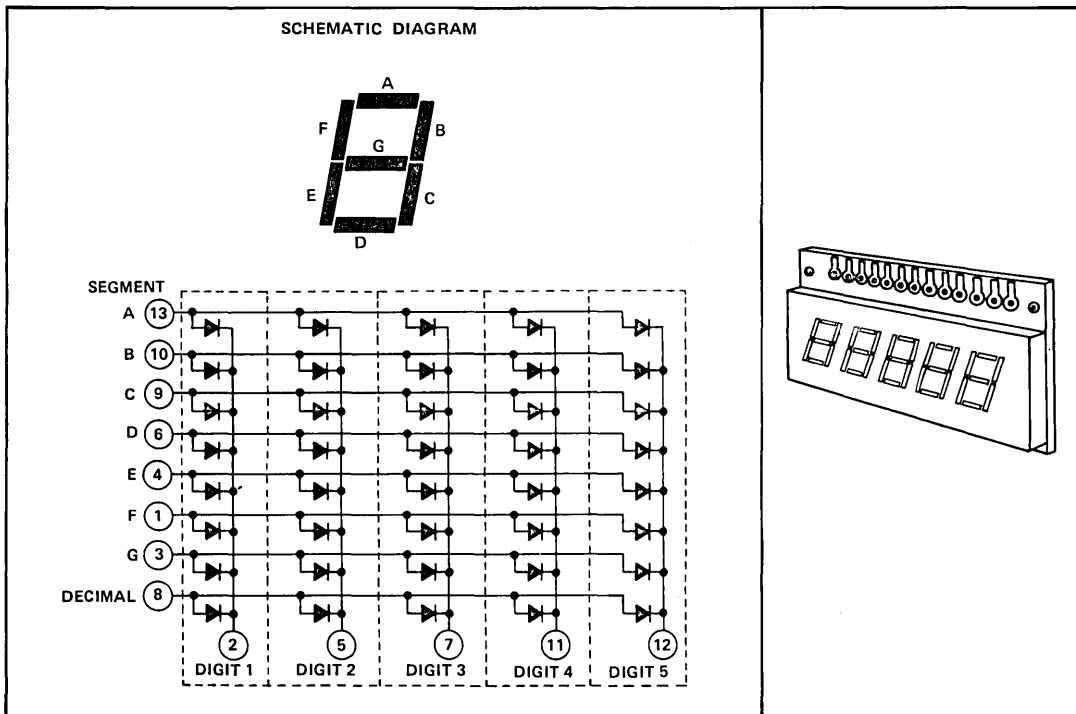 SCHEMATIC DIAGRAM
A
F
B
G
E
C
D
SEGMENT
A 13
B 10
C 9
D 6
E 4
F 1
G 3
DECIMAL 8
2 5 7 11 12
DIGIT 1 DIGIT 2 DIGIT 3 DIGIT 4 DIGIT 5